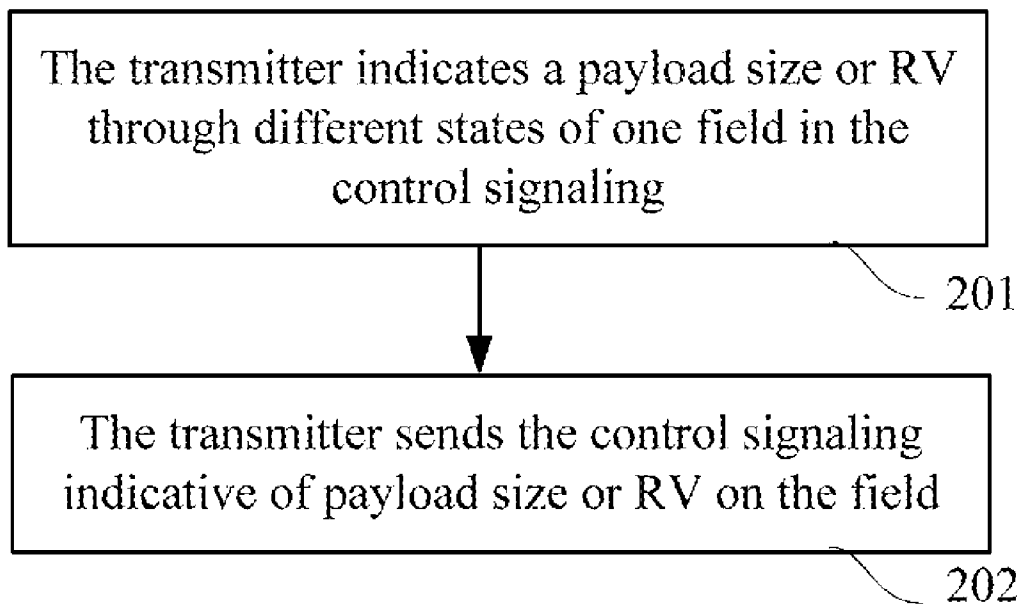 The transmitter indicates a payload size or RV
through different states of one field in the
control signaling
201
The transmitter sends the control signaling
indicative of payload size or RV on the field
202